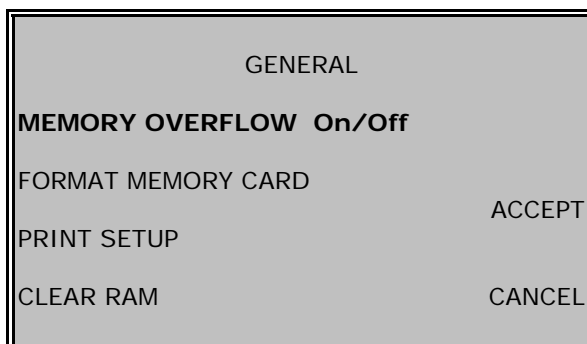 GENERAL
MEMORY OVERFLOW On/Off
FORMAT MEMORY CARD
ACCEPT
PRINT SETUP
CLEAR RAM CANCEL